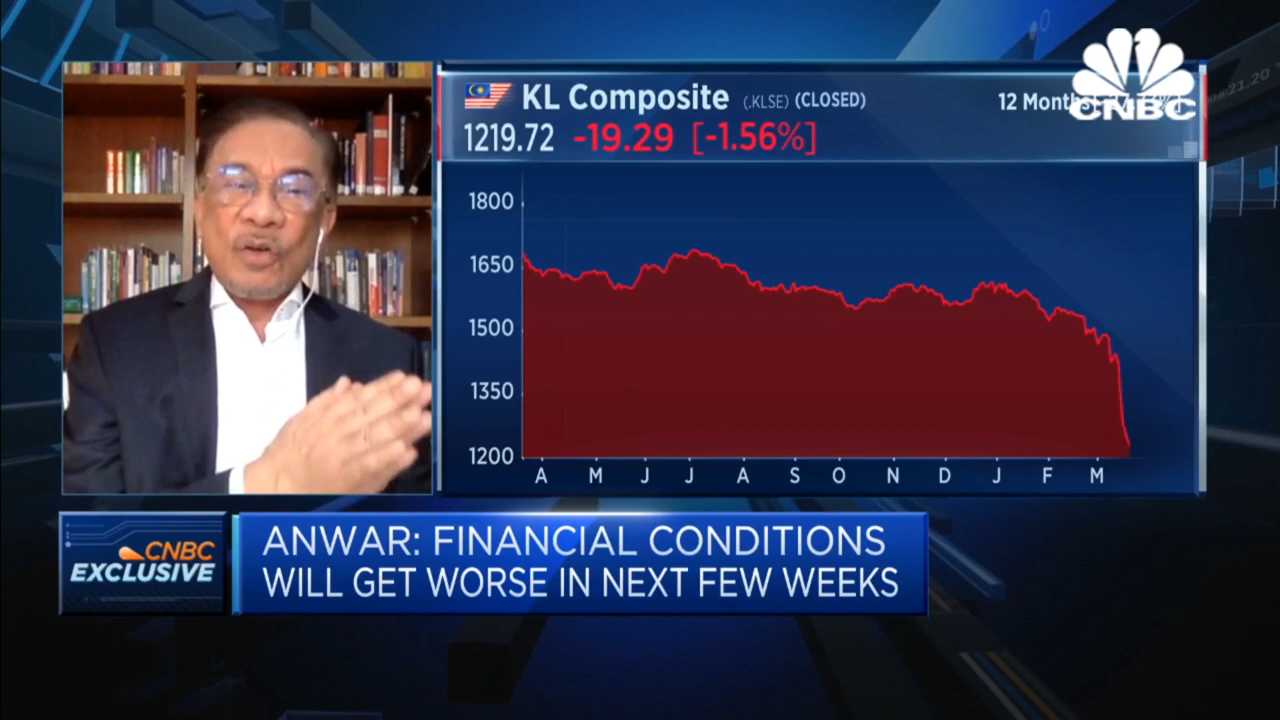 KL Composite (.KLSE) (CLOSED)
12 Months
CNBC
1219.72 -19.29 [-1.56%]
1800
1650
1500
1350
1200
A M J J A S O N D J F M
CNBC
EXCLUSIVE
ANWAR: FINANCIAL CONDITIONS
WILL GET WORSE IN NEXT FEW WEEKS